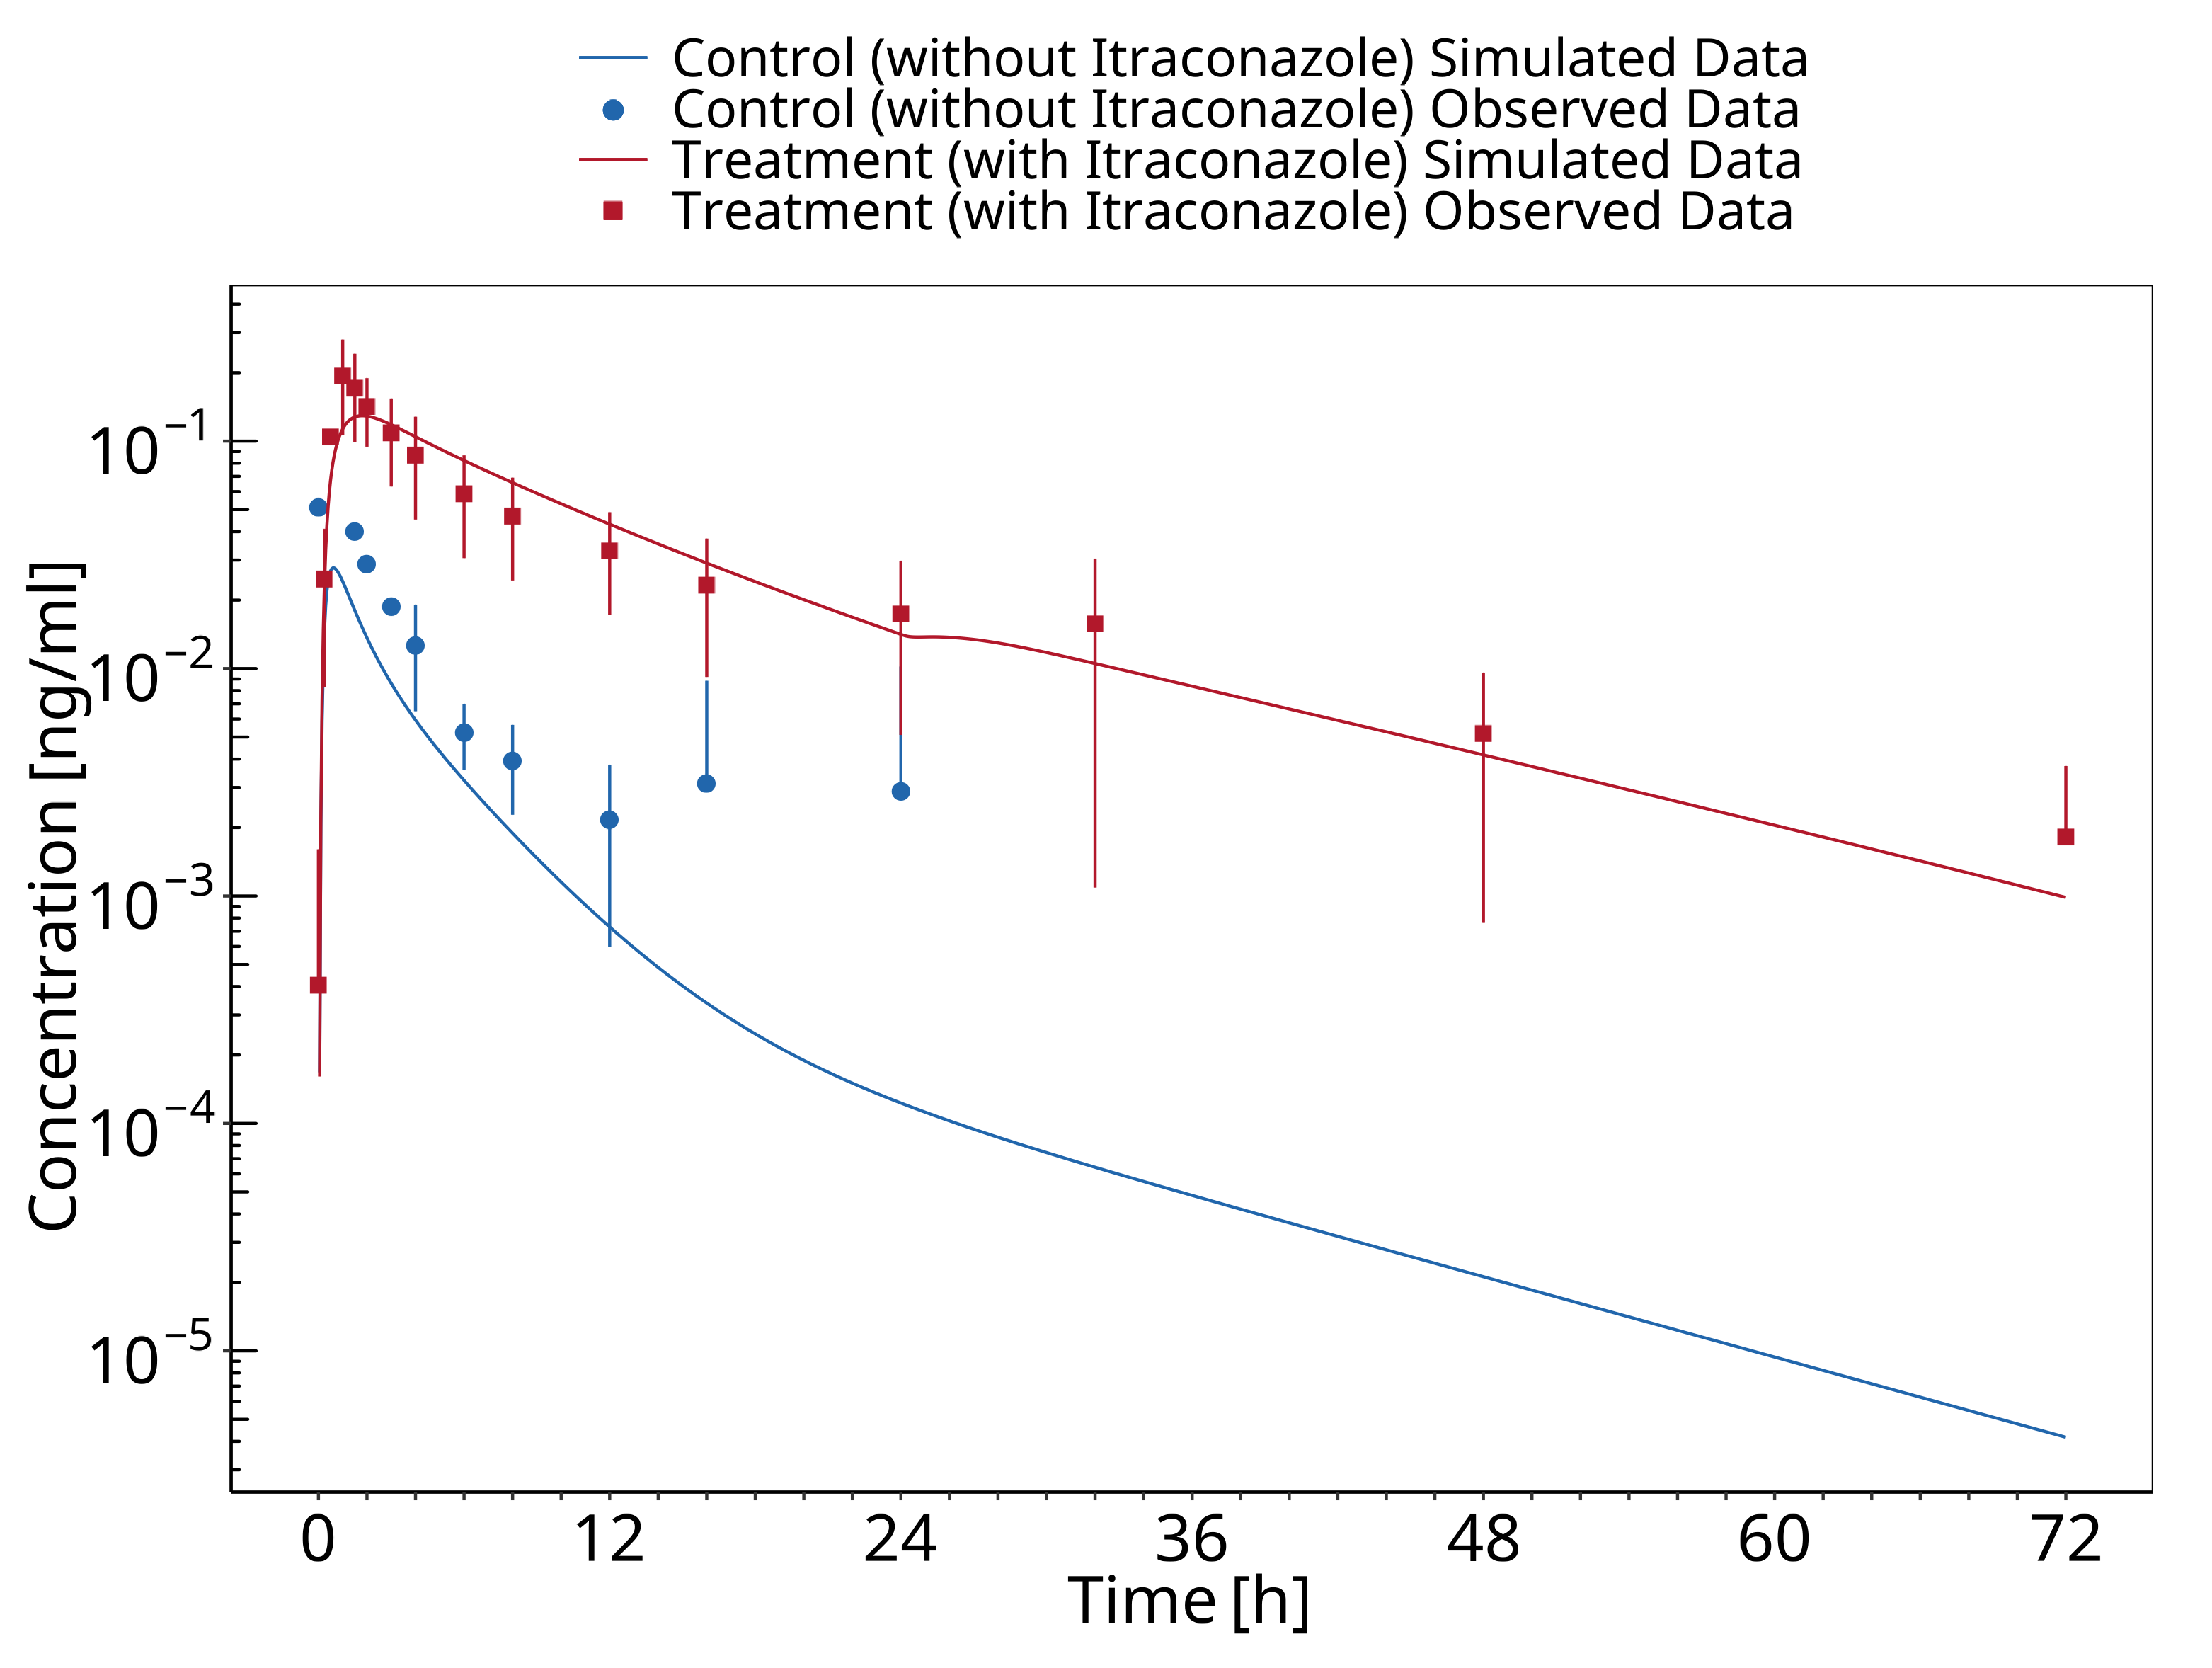 Control (without Itraconazole) Simulated Data
Control (without Itraconazole) Observed Data
Treatment (with Itraconazole) Simulated Data
Treatment (with Itraconazole) Observed Data
Concentration [ng/ml]
10⁻¹
10⁻²
10⁻³
10⁻⁴
10⁻⁵
0 12 24 36 48 60 72
Time [h]